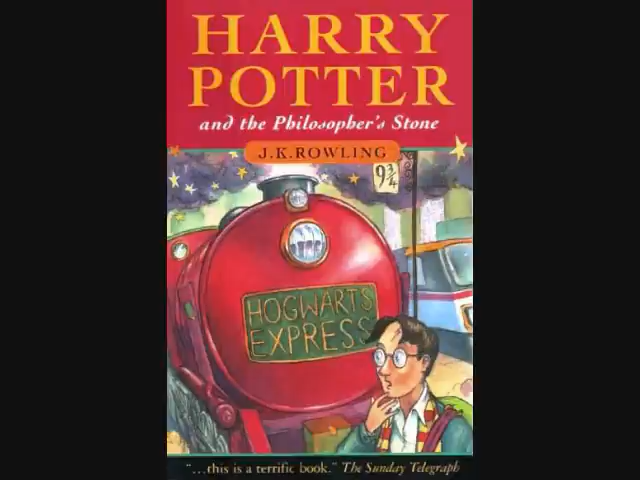 HARRY
POTTER
and the Philosopher's Stone
J.K.ROWLING
9¾
HOGWARTS
EXPRESS
"...this is a terrific book." The Sunday Telegraph